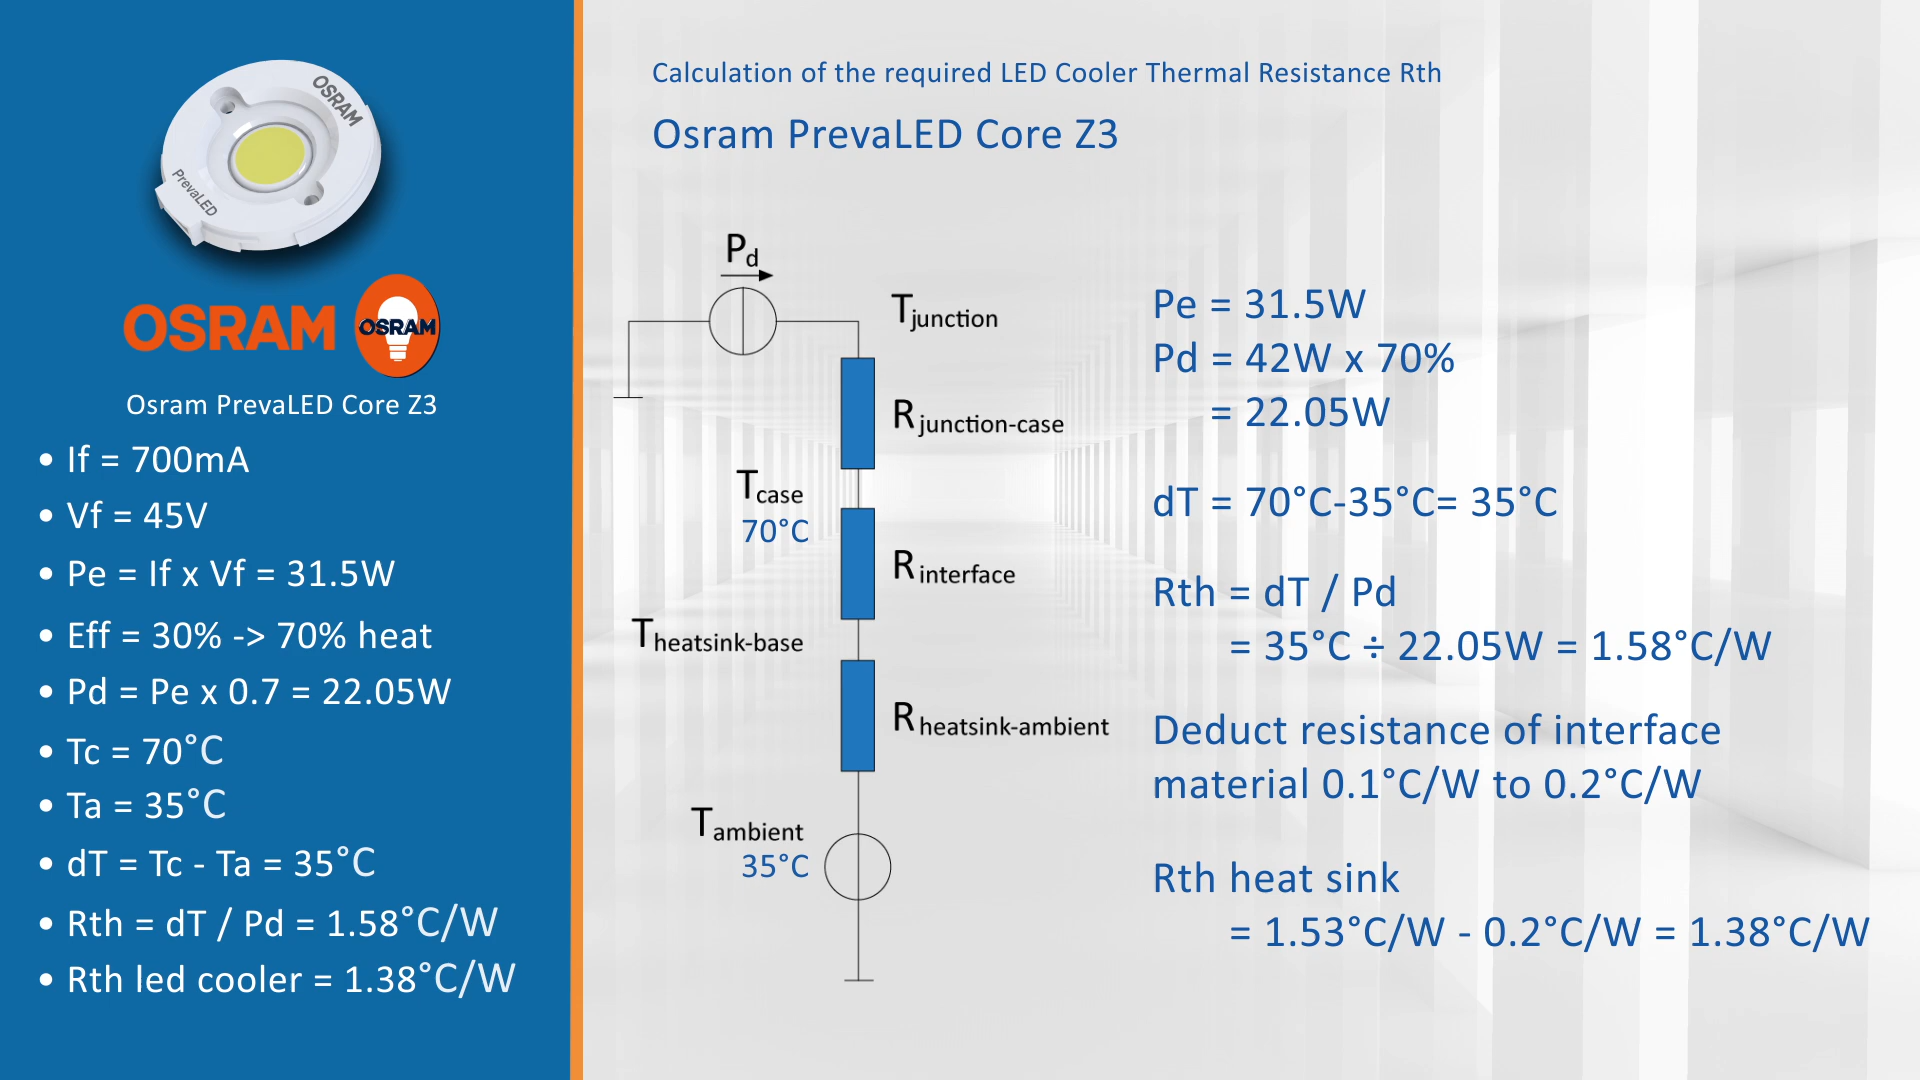 OSRAM
PrevaLED
OSRAM
OSRAM
Osram PrevaLED Core Z3
• If = 700mA
• Vf = 45V
• Pe = If x Vf = 31.5W
• Eff = 30% -> 70% heat
• Pd = Pe x 0.7 = 22.05W
• Tc = 70°C
• Ta = 35°C
• dT = Tc - Ta = 35°C
• Rth = dT / Pd = 1.58°C/W
• Rth led cooler = 1.38°C/W
Calculation of the required LED Cooler Thermal Resistance Rth
Osram PrevaLED Core Z3
Pd
Tjunction
Rjunction-case
Tcase
70°C
Rinterface
Theatsink-base
Rheatsink-ambient
Tambient
35°C
Pe = 31.5W
Pd = 42W x 70%
= 22.05W
dT = 70°C-35°C= 35°C
Rth = dT / Pd
= 35°C ÷ 22.05W = 1.58°C/W
Deduct resistance of interface
material 0.1°C/W to 0.2°C/W
Rth heat sink
= 1.53°C/W - 0.2°C/W = 1.38°C/W